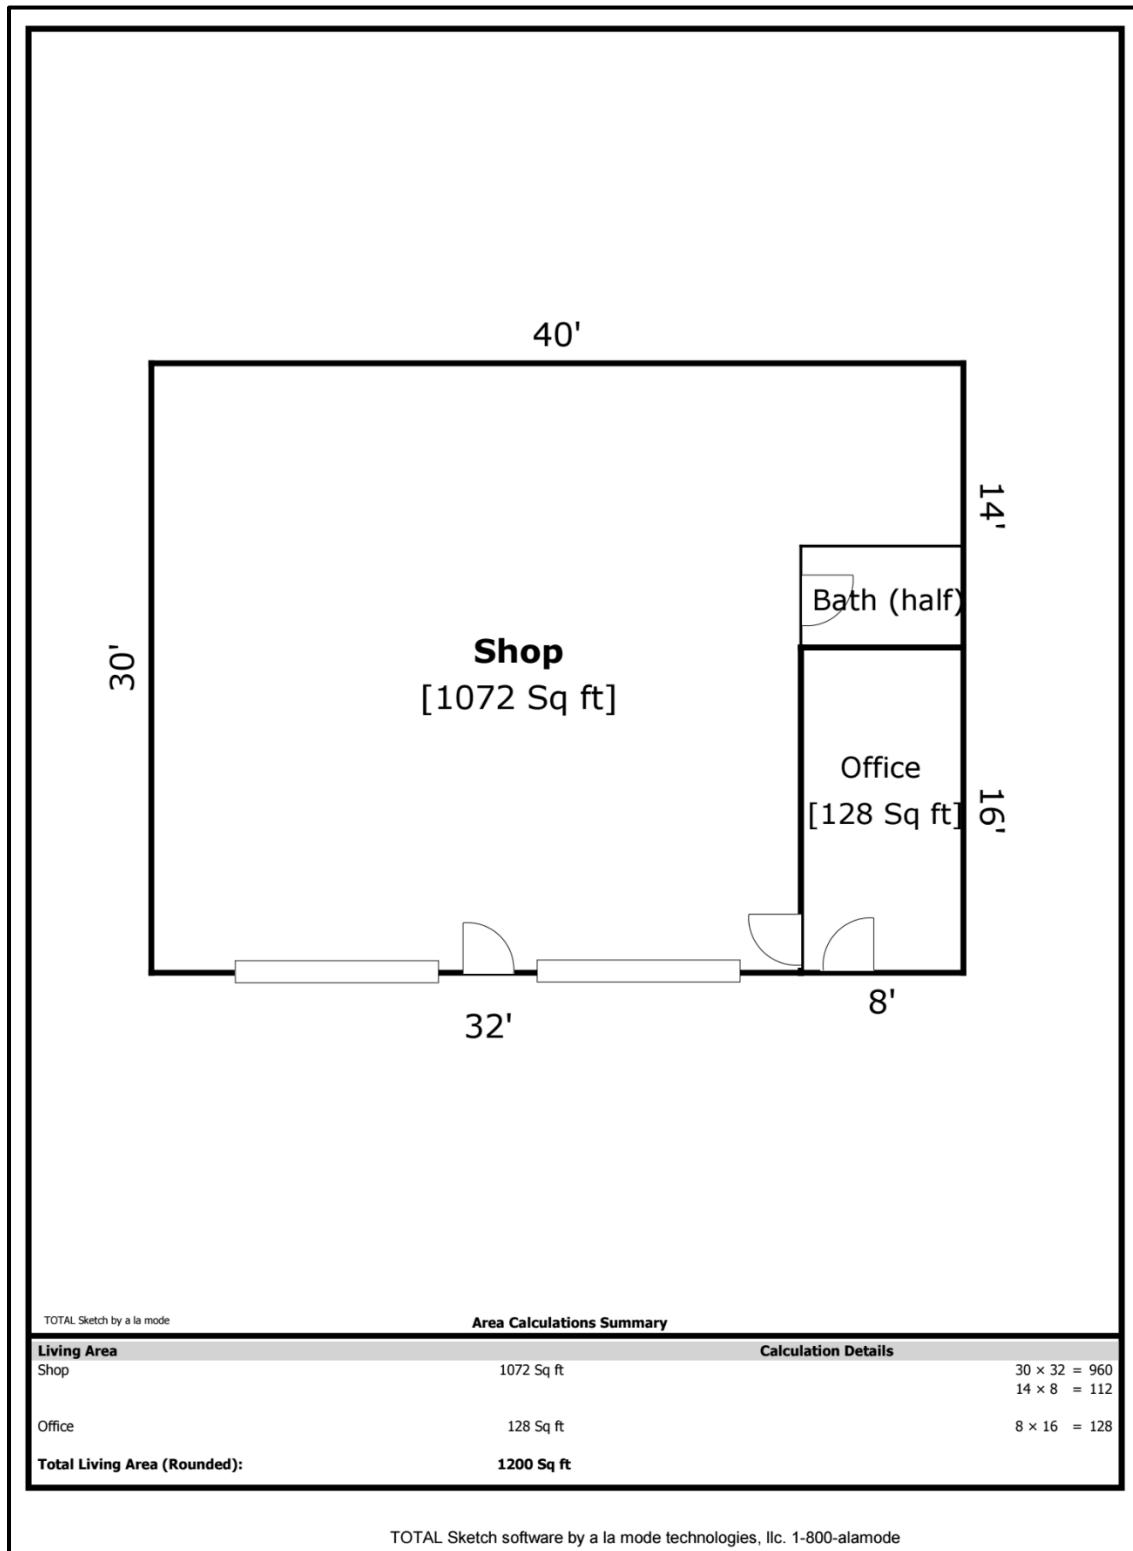 40'
14'
Bath (half)
30'
Shop
[1072 Sq ft]
Office
[128 Sq ft]
16'
8'
32'
TOTAL Sketch by a la mode
Area Calculations Summary
Living Area Calculation Details
Shop 1072 Sq ft 30 × 32 = 960
14 × 8 = 112
Office 128 Sq ft 8 × 16 = 128
Total Living Area (Rounded): 1200 Sq ft
TOTAL Sketch software by a la mode technologies, llc. 1-800-alamode